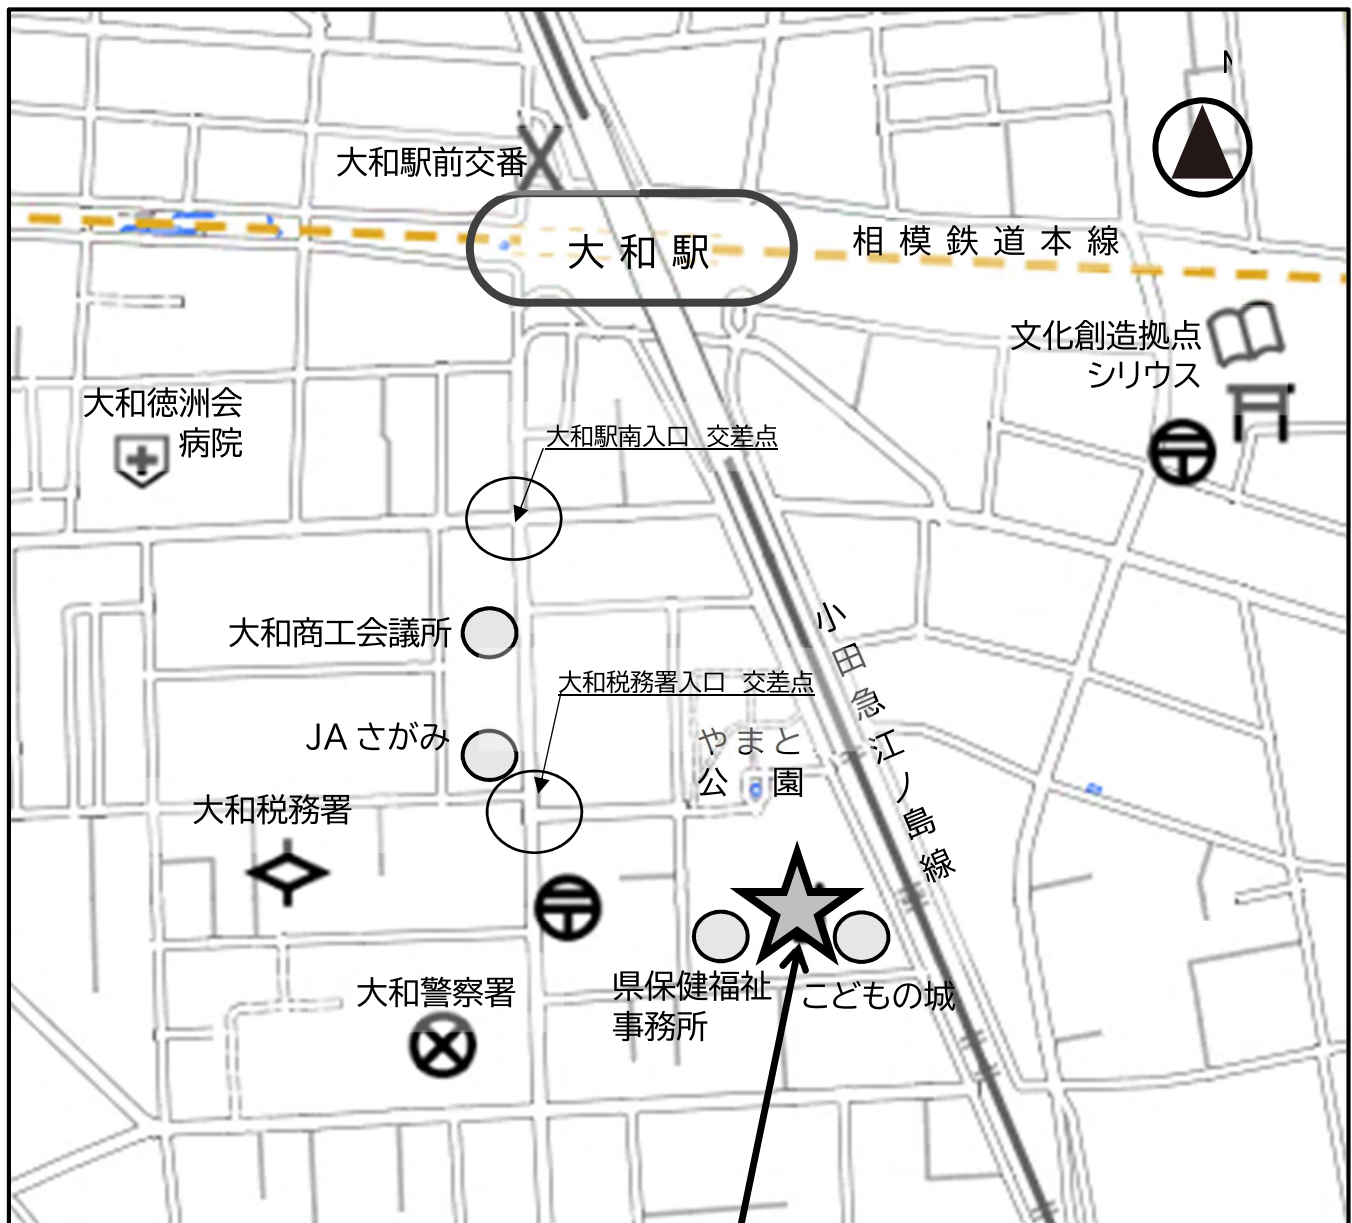 N
大和駅前交番
大和駅
相模鉄道本線
文化創造拠点
シリウス
大和徳洲会
病院
大和駅南入口 交差点
大和商工会議所
小田急江ノ島線
大和税務署入口 交差点
JAさがみ
やまと
公園
大和税務署
大和警察署
県保健福祉
事務所
こどもの城